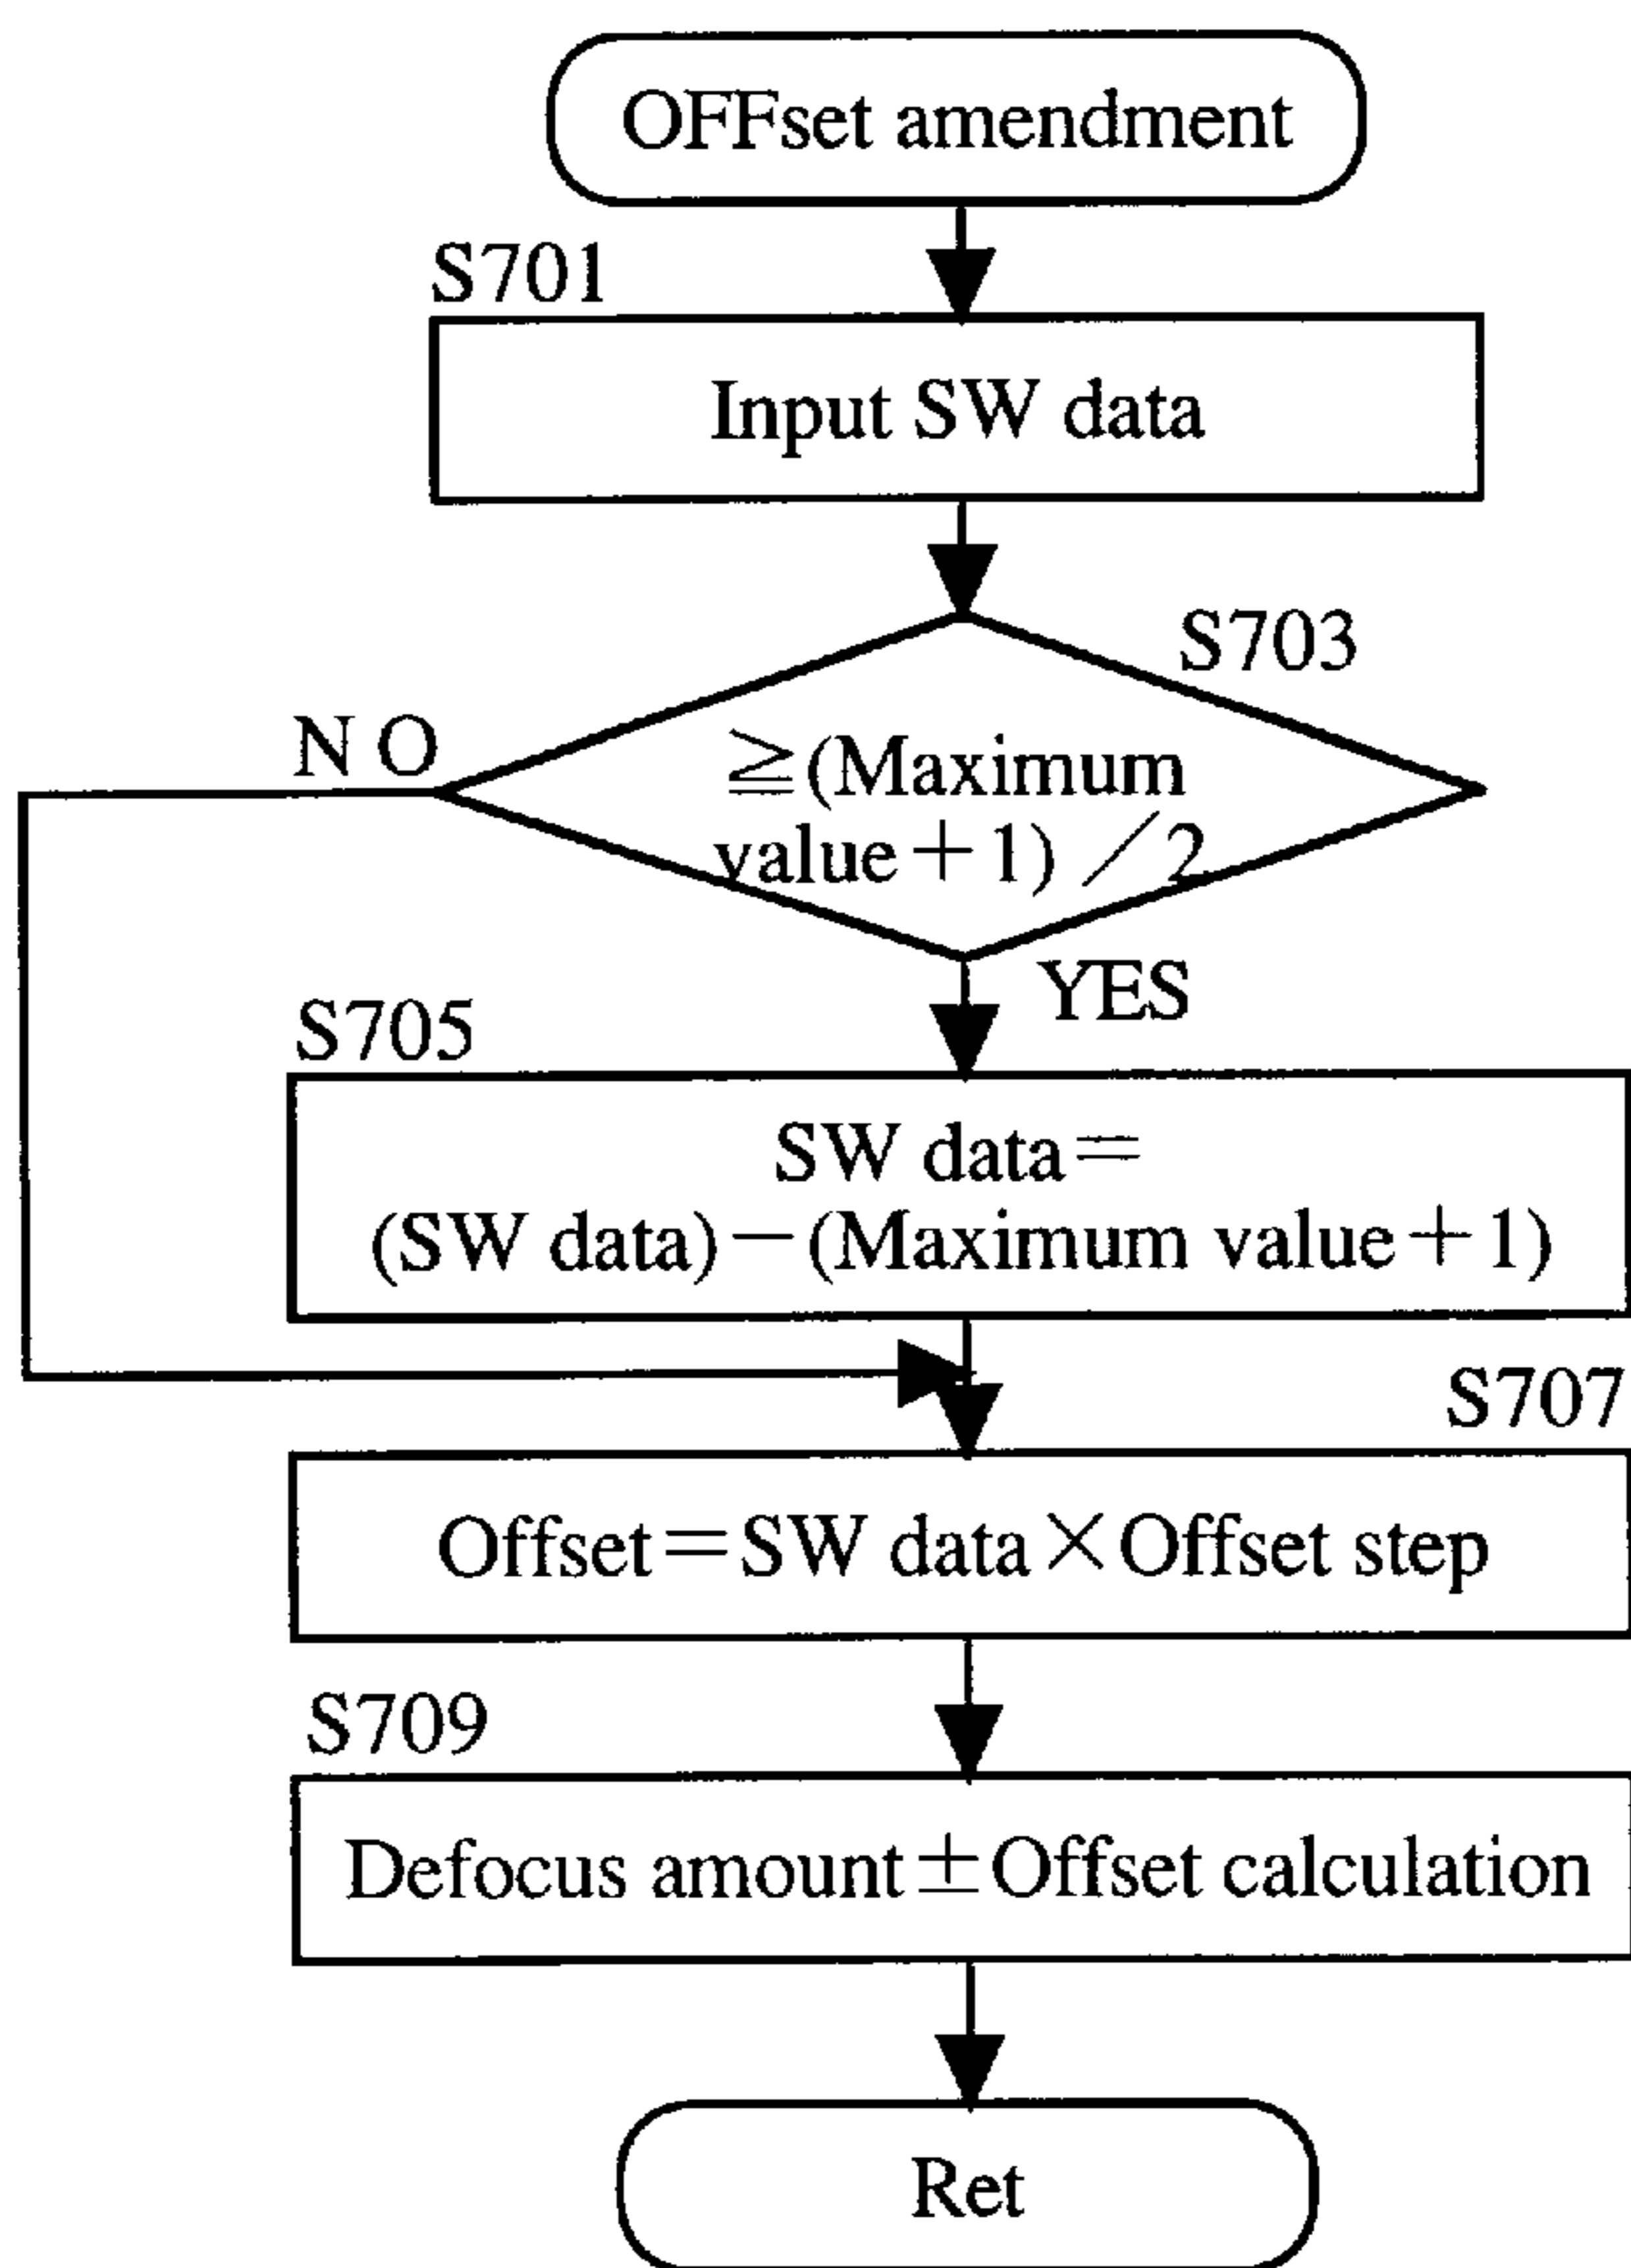 OFFset amendment
S701
Input SW data
S703
NO
≧(Maximum
value+1)/2
YES
S705
SW data=
(SW data)-(Maximum value+1)
S707
Offset=SW data×Offset step
S709
Defocus amount±Offset calculation
Ret